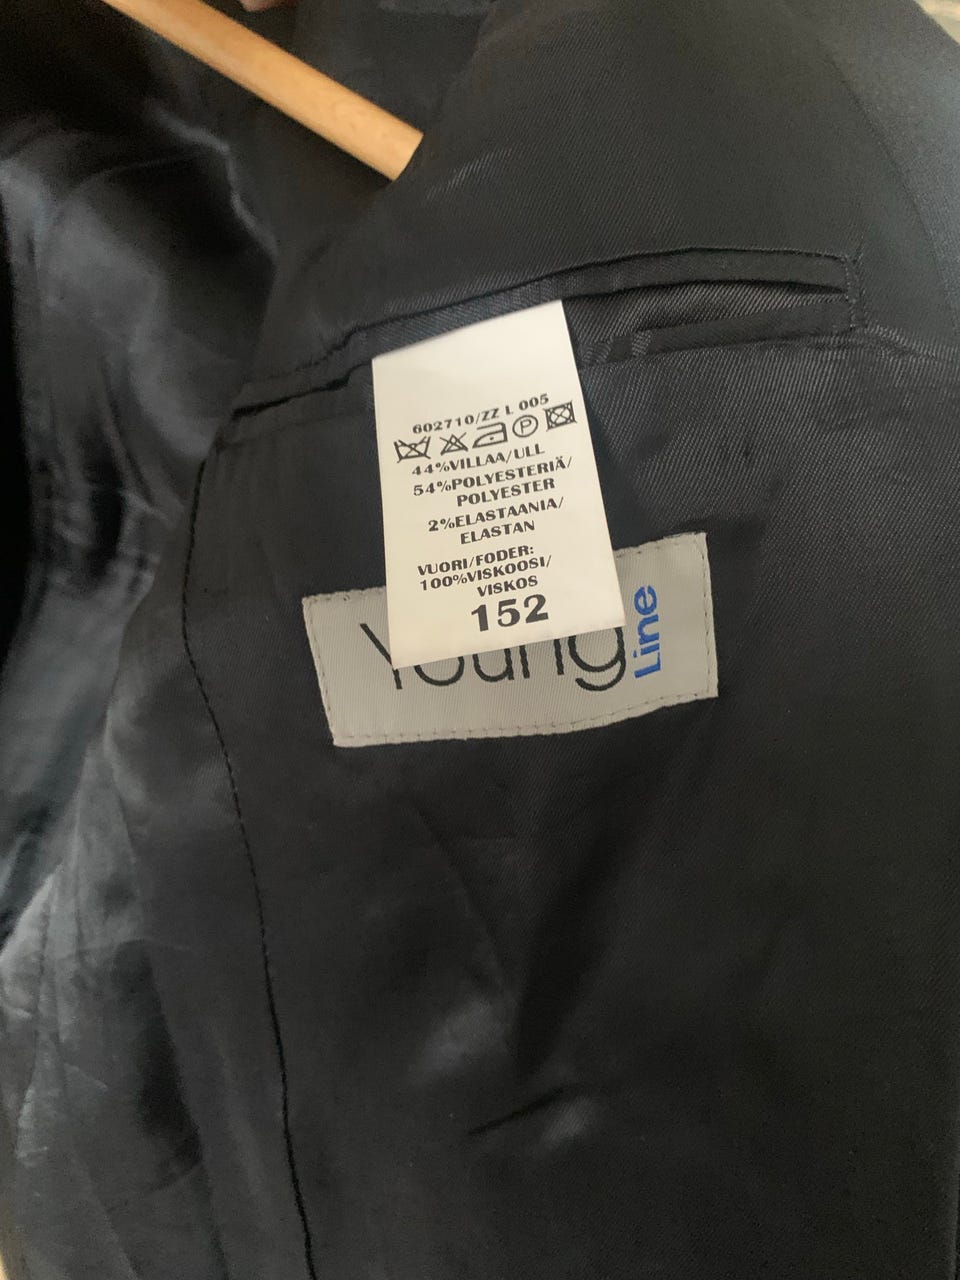 602710/ZZ L 005
P
44%VILLAA/ULL
54%POLYESTERIÄ/
POLYESTER
2%ELASTAANIA/
ELASTAN
VUORI/FODER:
100%VISKOOSI/
VISKOS
152
Young
Line